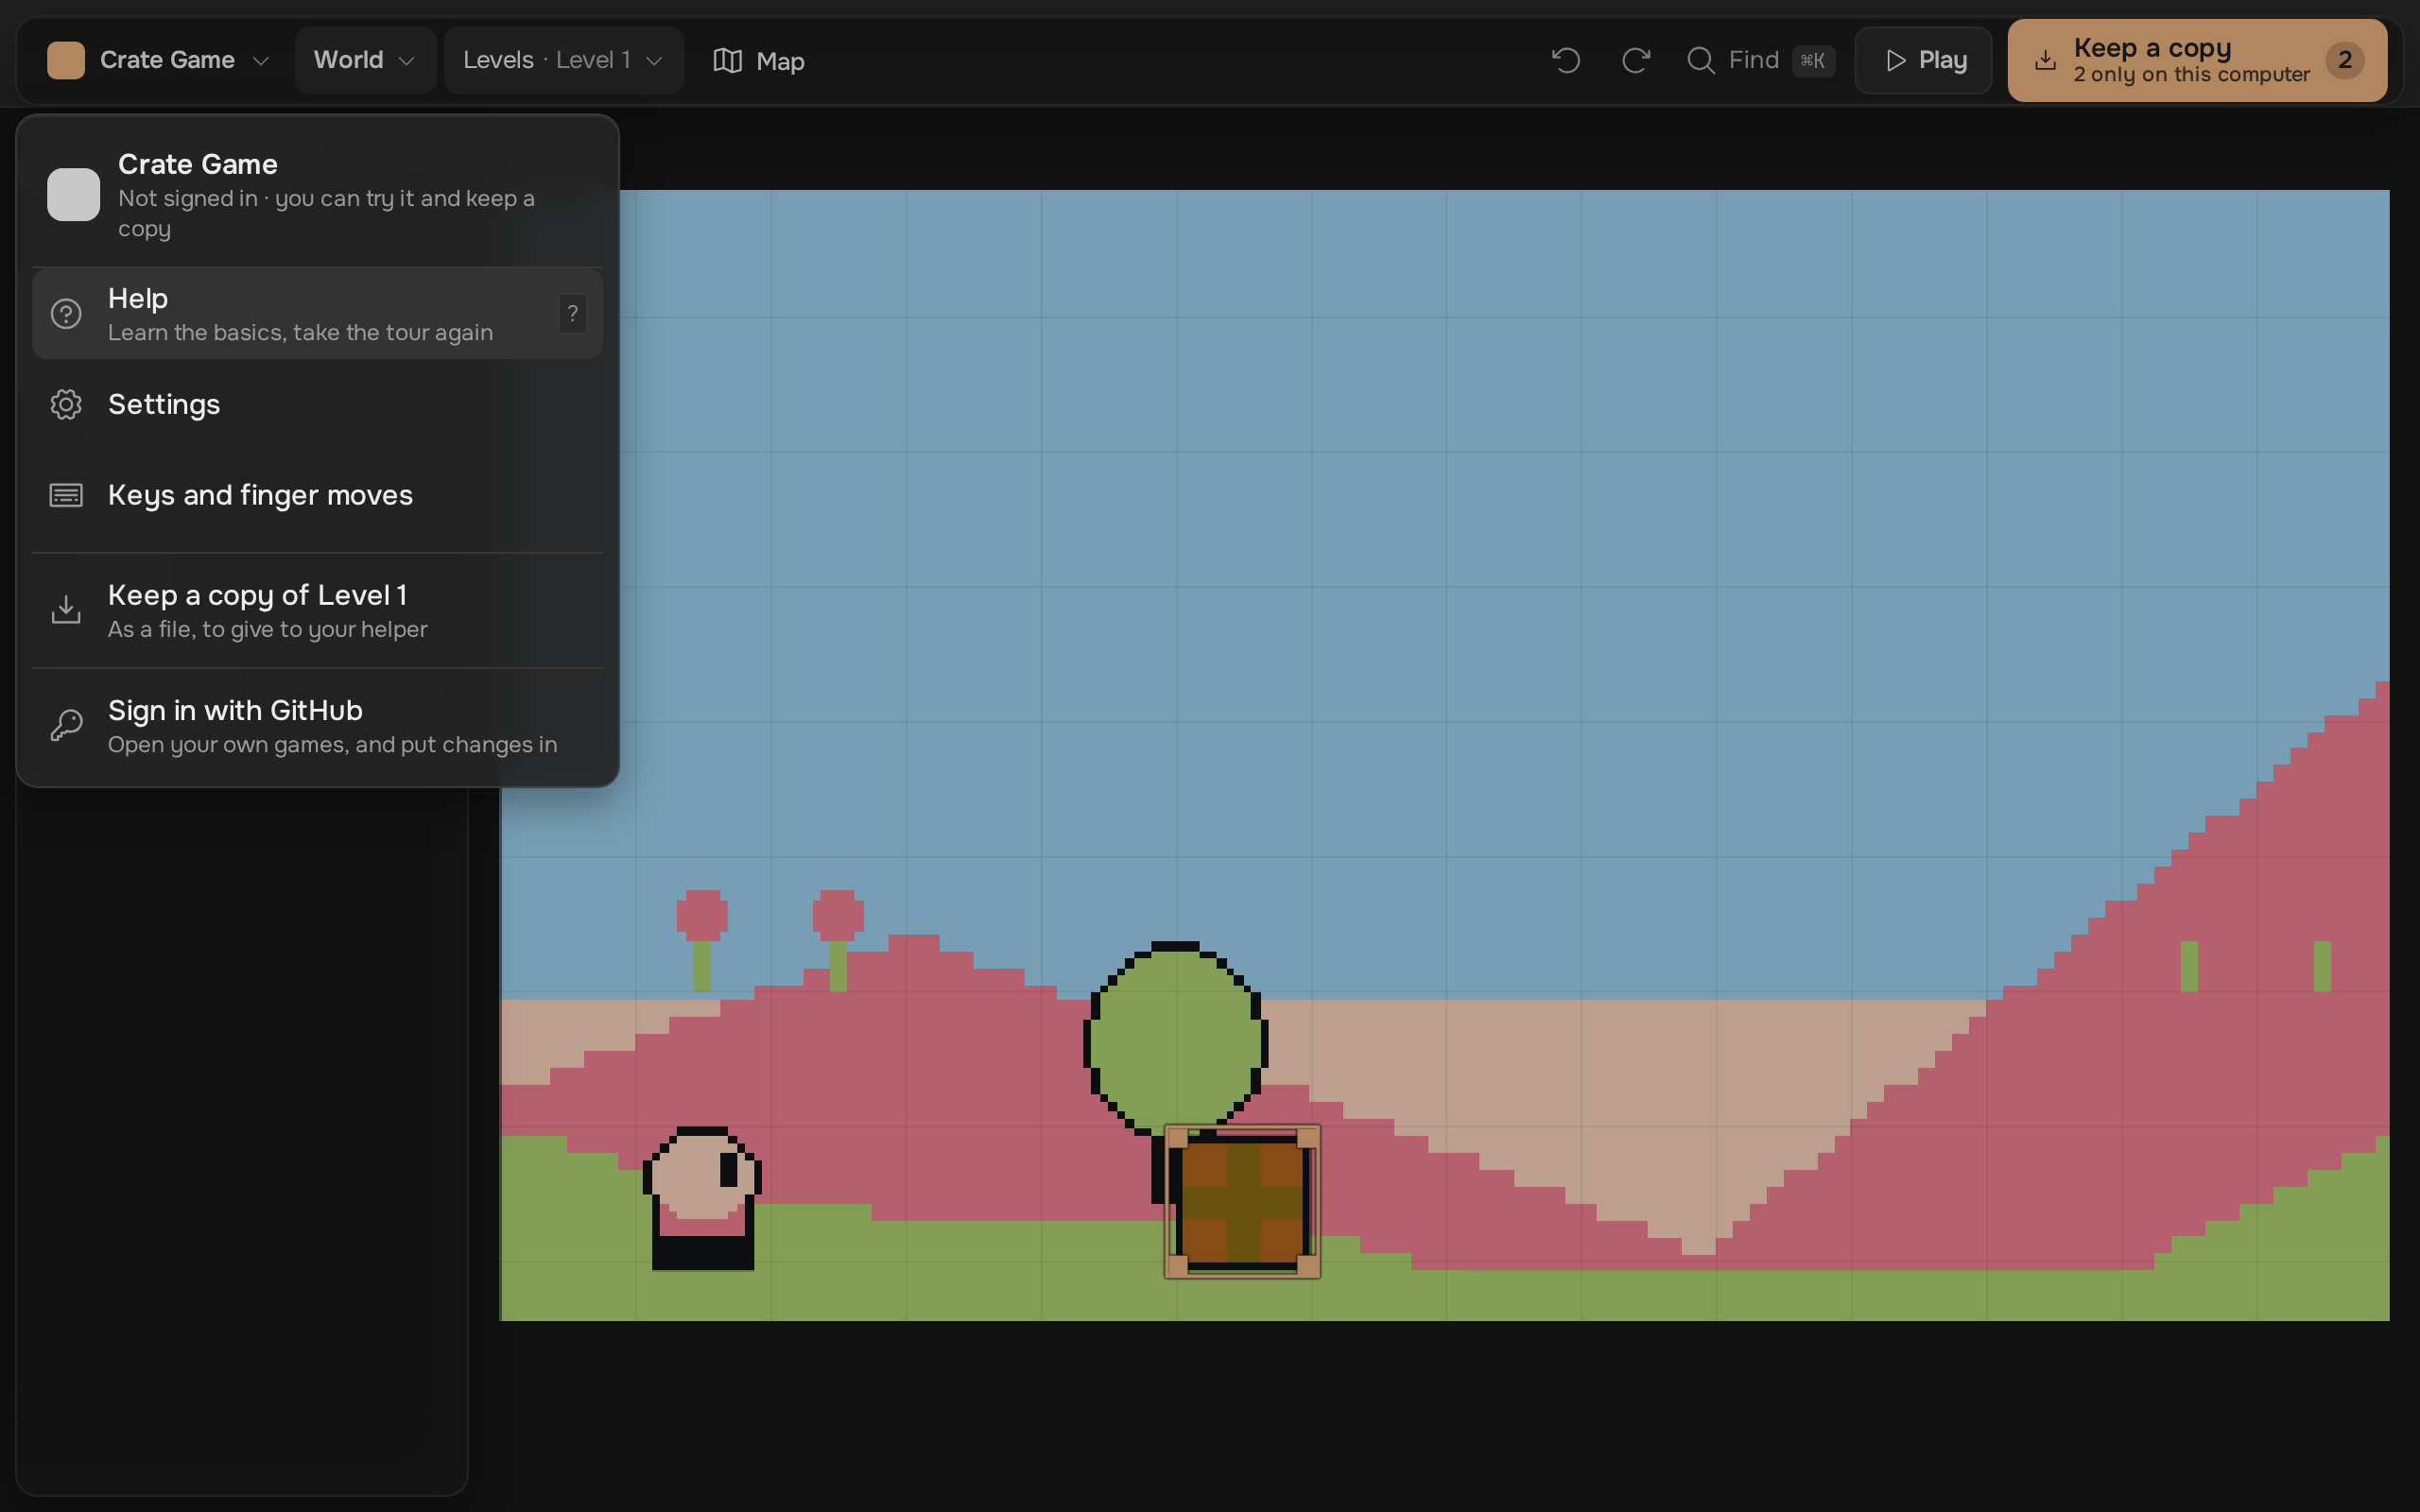 Crate Game
World
Levels · Level 1
Map
Find ⌘K
Play
Keep a copy
2 only on this computer
2
Crate Game
Not signed in · you can try it and keep a
copy
Help
Learn the basics, take the tour again
?
Settings
Keys and finger moves
Keep a copy of Level 1
As a file, to give to your helper
Sign in with GitHub
Open your own games, and put changes in